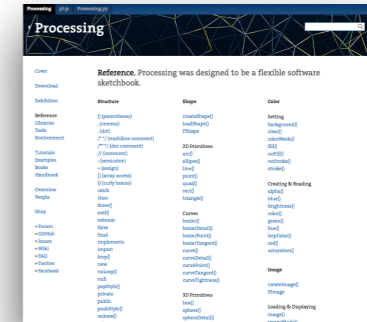 Processing p5.js Processing.py
Processing
Cover
Download
Exhibition
Reference
Libraries
Tools
Environment
Tutorials
Examples
Books
Handbook
Overview
People
Shop
» Forum
» GitHub
» Issues
» Wiki
» FAQ
» Twitter
» Facebook
Reference. Processing was designed to be a flexible software
sketchbook.
Structure
() (parentheses)
, (comma)
. (dot)
/* */ (multiline comment)
/** */ (doc comment)
// (comment)
; (semicolon)
= (assign)
[] (array access)
{} (curly braces)
catch
class
draw()
exit()
extends
false
final
implements
import
loop()
new
noLoop()
null
popStyle()
private
public
pushStyle()
redraw()
Shape
createShape()
loadShape()
PShape
2D Primitives
arc()
ellipse()
line()
point()
quad()
rect()
triangle()
Curves
bezier()
bezierDetail()
bezierPoint()
bezierTangent()
curve()
curveDetail()
curvePoint()
curveTangent()
curveTightness()
3D Primitives
box()
sphere()
sphereDetail()
Color
Setting
background()
clear()
colorMode()
fill()
noFill()
noStroke()
stroke()
Creating & Reading
alpha()
blue()
brightness()
color()
green()
hue()
lerpColor()
red()
saturation()
Image
createImage()
PImage
Loading & Displaying
image()
imageMode()